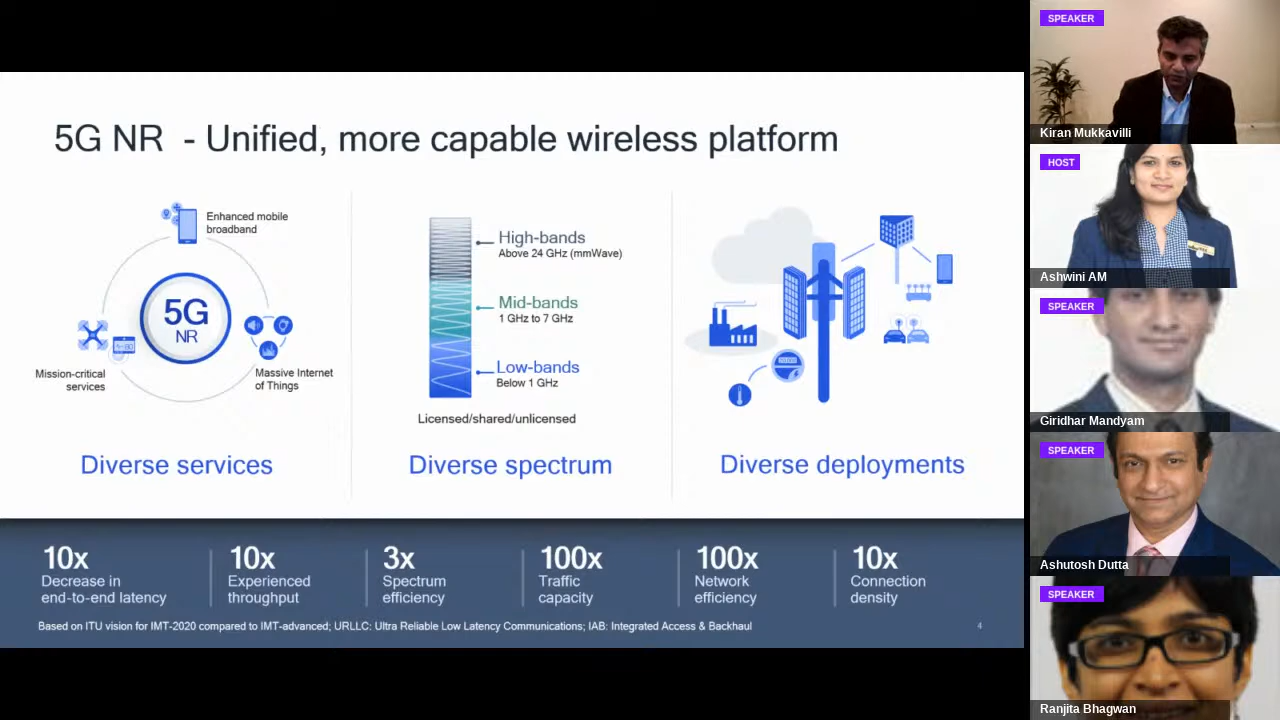 5G NR - Unified, more capable wireless platform
Enhanced mobile
broadband
5G
NR
Mission-critical
services
Massive Internet
of Things
Diverse services
High-bands
Above 24 GHz (mmWave)
Mid-bands
1 GHz to 7 GHz
Low-bands
Below 1 GHz
Licensed/shared/unlicensed
Diverse spectrum
Diverse deployments
10x
Decrease in
end-to-end latency
10x
Experienced
throughput
3x
Spectrum
efficiency
100x
Traffic
capacity
100x
Network
efficiency
10x
Connection
density
Based on ITU vision for IMT-2020 compared to IMT-advanced; URLLC: Ultra Reliable Low Latency Communications; IAB: Integrated Access & Backhaul
4
SPEAKER
Kiran Mukkavilli
HOST
Ashwini AM
SPEAKER
Giridhar Mandyam
SPEAKER
Ashutosh Dutta
SPEAKER
Ranjita Bhagwan